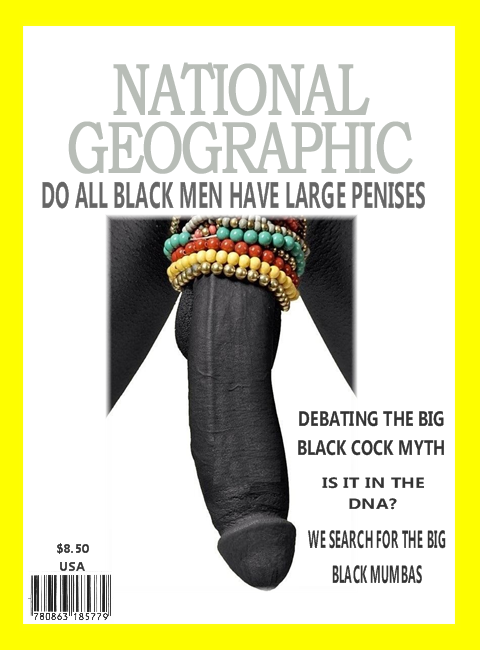 NATIONAL
GEOGRAPHIC
DO ALL BLACK MEN HAVE LARGE PENISES
DEBATING THE BIG
BLACK COCK MYTH
IS IT IN THE
DNA?
WE SEARCH FOR THE BIG
BLACK MUMBAS
$8.50
USA
780863 185779